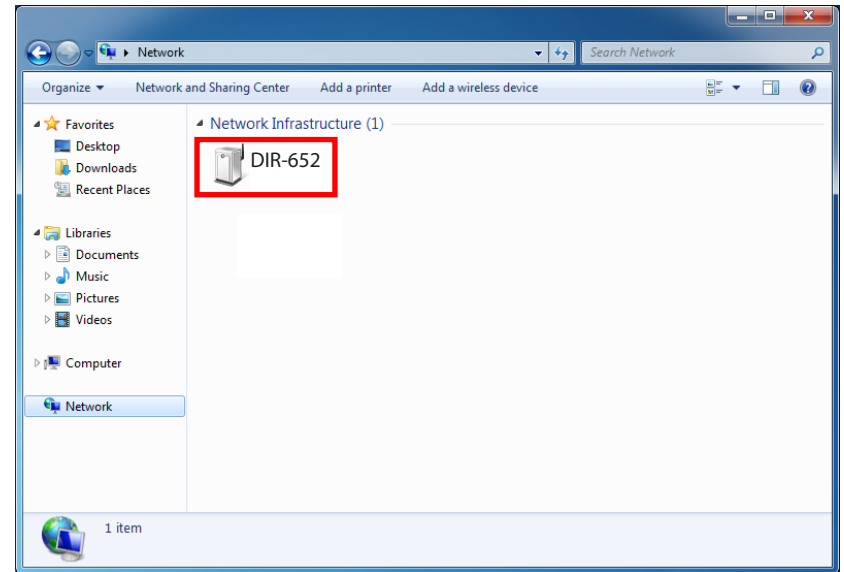 Network
Search Network
Organize Network and Sharing Center Add a printer Add a wireless device
Favorites
Desktop
Downloads
Recent Places
Libraries
Documents
Music
Pictures
Videos
Computer
Network
Network Infrastructure (1)
DIR-652
1 item